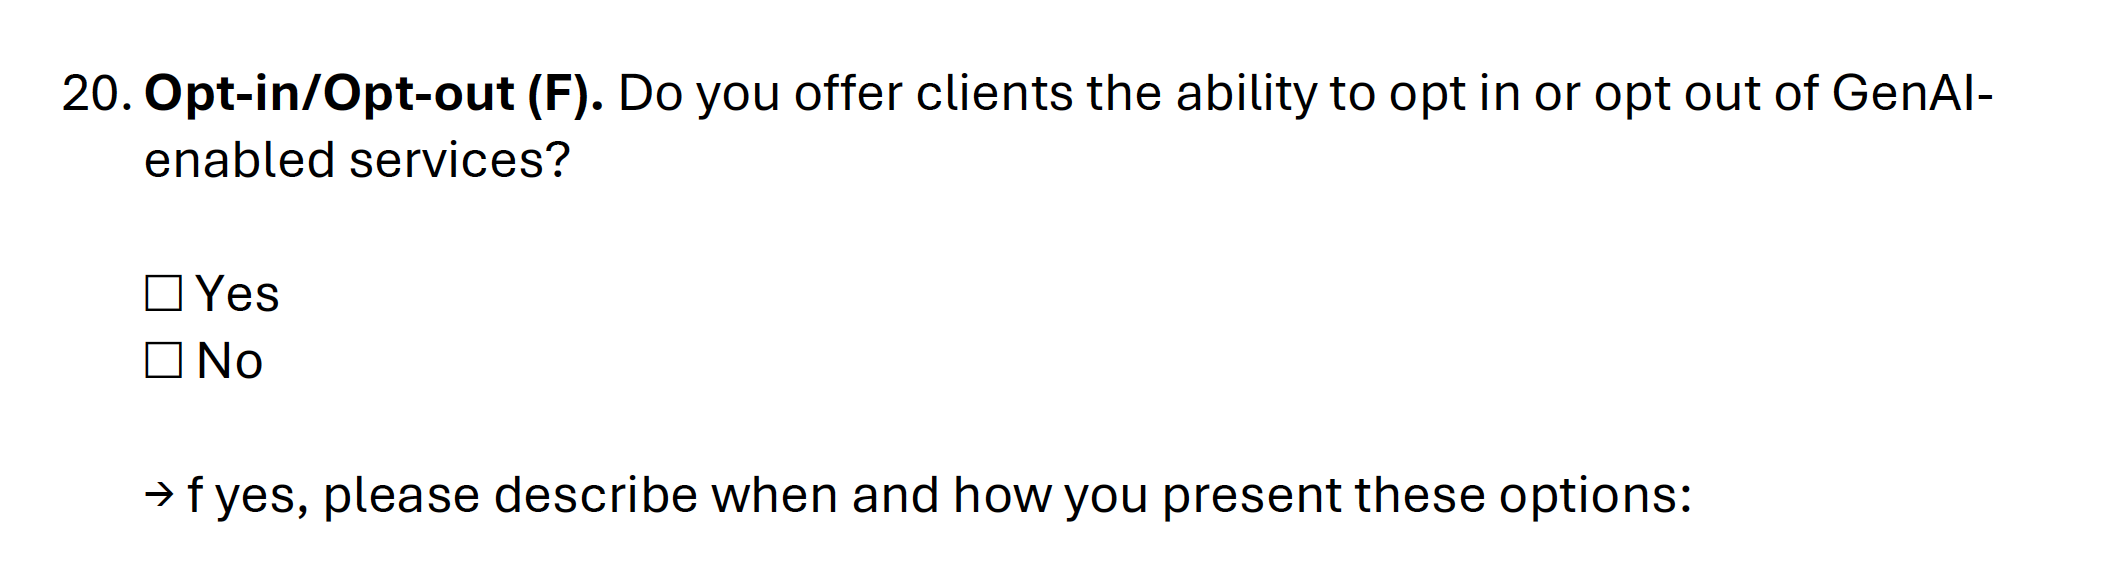 20. Opt-in/Opt-out (F). Do you offer clients the ability to opt in or opt out of GenAI-
enabled services?
☐ Yes
☐ No
→ f yes, please describe when and how you present these options: